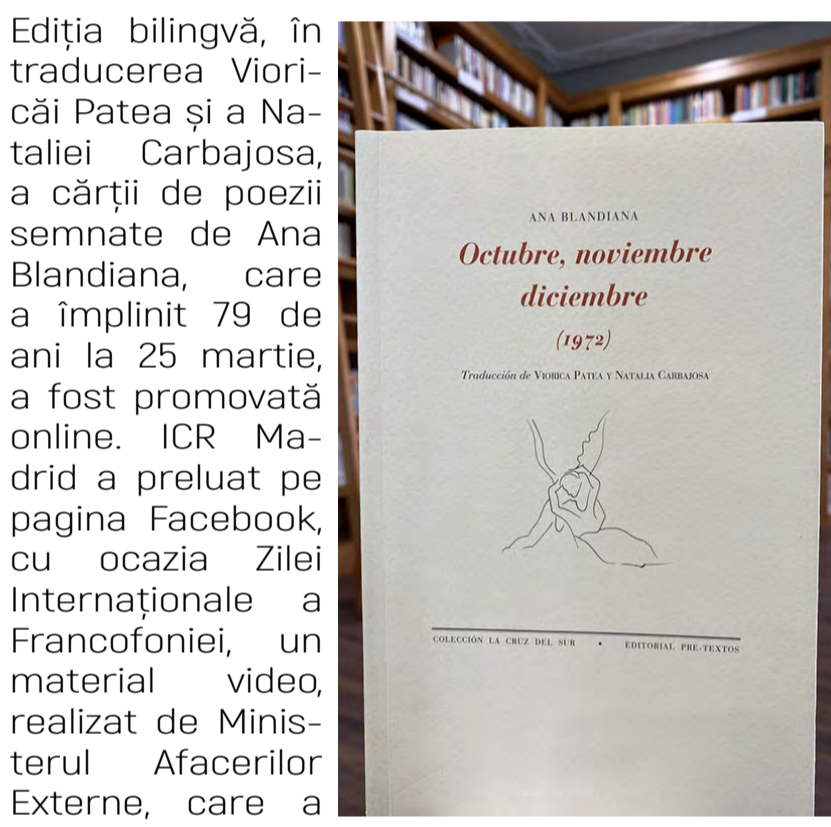 Ediția bilingvă, în
traducerea Viori-
căi Patea și a Na-
taliei Carbajosa,
a cărții de poezii
semnate de Ana
Blandiana, care
a împlinit 79 de
ani la 25 martie,
a fost promovată
online. ICR Ma-
drid a preluat pe
pagina Facebook,
cu ocazia Zilei
Internaționale a
Francofoniei, un
material video,
realizat de Minis-
terul Afacerilor
Externe, care a
ANA BLANDIANA
Octubre, noviembre
diciembre
(1972)
Traducción de VIORICA PATEA Y NATALIA CARBAJOSA
COLECCIÓN LA CRUZ DEL SUR • EDITORIAL PRE-TEXTOS